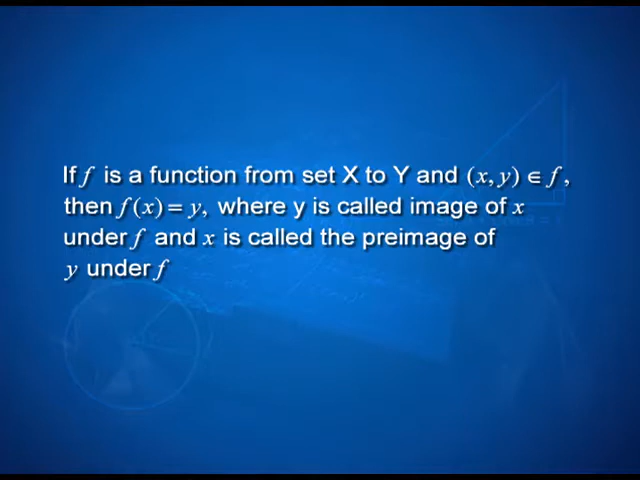 If f is a function from set X to Y and (x, y) ∈ f,
then f(x) = y, where y is called image of x
under f and x is called the preimage of
y under f